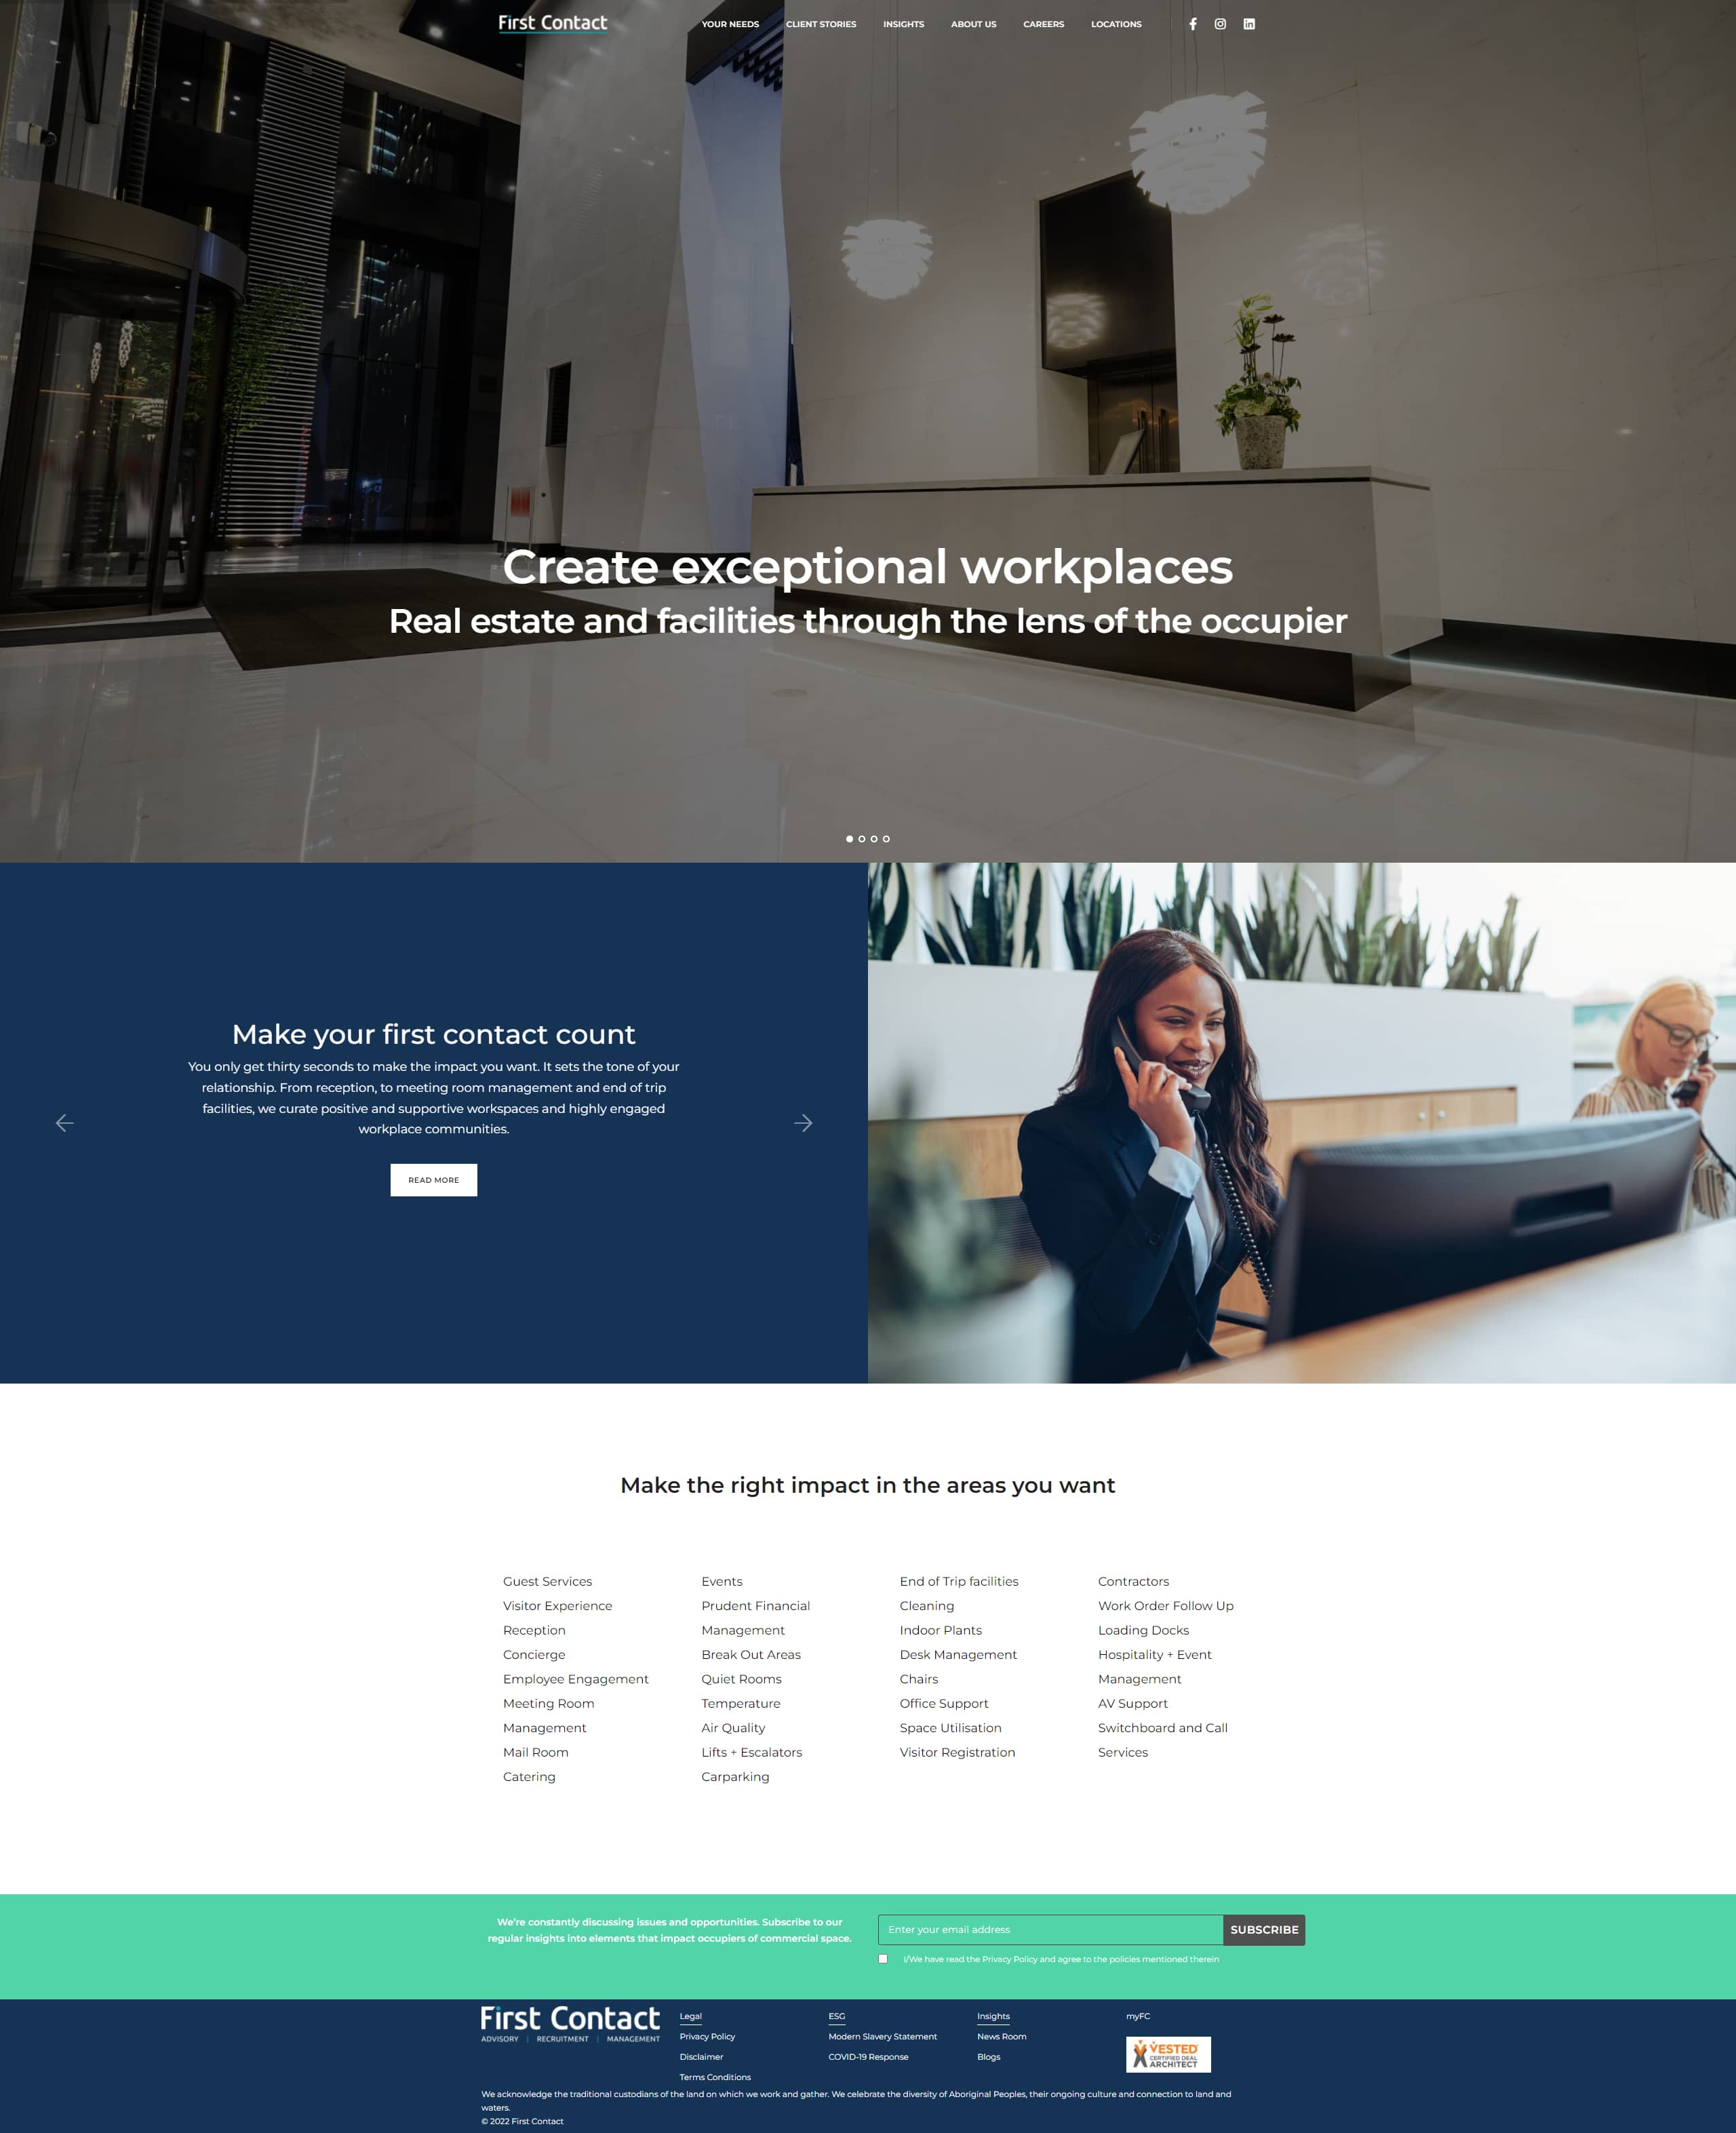 First Contact
YOUR NEEDS
CLIENT STORIES
INSIGHTS
ABOUT US
CAREERS
LOCATIONS
Create exceptional workplaces
Real estate and facilities through the lens of the occupier
Make your first contact count
You only get thirty seconds to make the impact you want. It sets the tone of your
relationship. From reception, to meeting room management and end of trip
facilities, we curate positive and supportive workspaces and highly engaged
workplace communities.
READ MORE
Make the right impact in the areas you want
Guest Services
Visitor Experience
Reception
Concierge
Employee Engagement
Meeting Room
Management
Mail Room
Catering
Events
Prudent Financial
Management
Break Out Areas
Quiet Rooms
Temperature
Air Quality
Lifts + Escalators
Carparking
End of Trip facilities
Cleaning
Indoor Plants
Desk Management
Chairs
Office Support
Space Utilisation
Visitor Registration
Contractors
Work Order Follow Up
Loading Docks
Hospitality + Event
Management
AV Support
Switchboard and Call
Services
We're constantly discussing issues and opportunities. Subscribe to our
regular insights into elements that impact occupiers of commercial space.
Enter your email address
SUBSCRIBE
I/We have read the Privacy Policy and agree to the policies mentioned therein
First Contact
ADVISORY | RECRUITMENT | MANAGEMENT
Legal
Privacy Policy
Disclaimer
Terms Conditions
ESG
Modern Slavery Statement
COVID-19 Response
Insights
News Room
Blogs
myFC
VESTED
CERTIFIED DEAL
ARCHITECT
We acknowledge the traditional custodians of the land on which we work and gather. We celebrate the diversity of Aboriginal Peoples, their ongoing culture and connection to land and
waters.
© 2022 First Contact